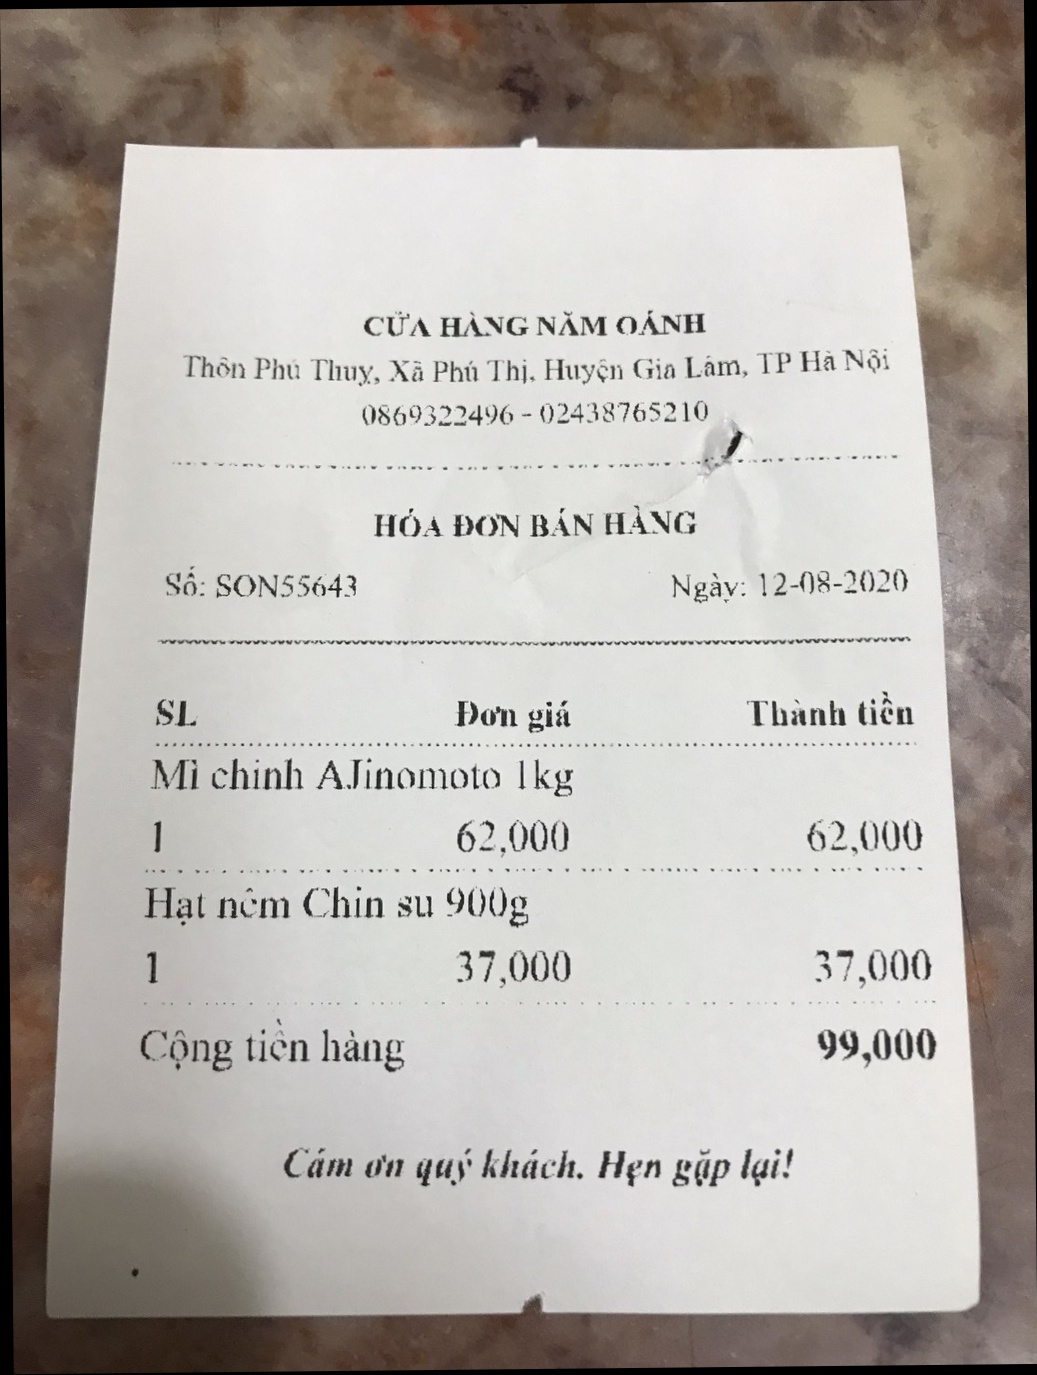 CỬA HÀNG NĂM OÁNH
Thôn Phú Thuỵ, Xã Phú Thị, Huyện Gia Lâm, TP Hà Nội
0869322496 - 02438765210
HÓA ĐƠN BÁN HÀNG
Số: SON55643 Ngày: 12-08-2020
SL Đơn giá Thành tiền
Mì chinh AJinomoto 1kg
1 62,000 62,000
Hạt nêm Chin su 900g
1 37,000 37,000
Cộng tiền hàng 99,000
Cám ơn quý khách. Hẹn gặp lại!